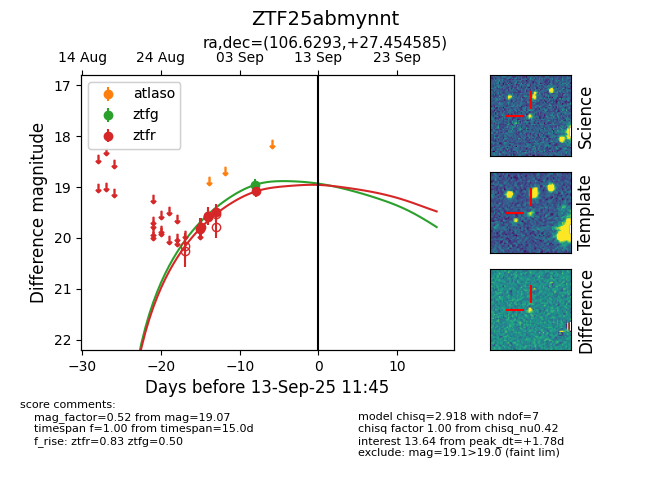 ZTF25abmynnt
ra,dec=(106.6293,+27.454585)
14 Aug 24 Aug 03 Sep 13 Sep 23 Sep
atlaso
ztfg
ztfr
17
18
19
20
21
22
Difference magnitude
−30 −20 −10 0 10
Days before 13-Sep-25 11:45
Science
Template
Difference
score comments:
mag_factor=0.52 from mag=19.07
timespan f=1.00 from timespan=15.0d
f_rise: ztfr=0.83 ztfg=0.50
model chisq=2.918 with ndof=7
chisq factor 1.00 from chisq_nu0.42
interest 13.64 from peak_dt=+1.78d
exclude: mag=19.1>19.0 (faint lim)